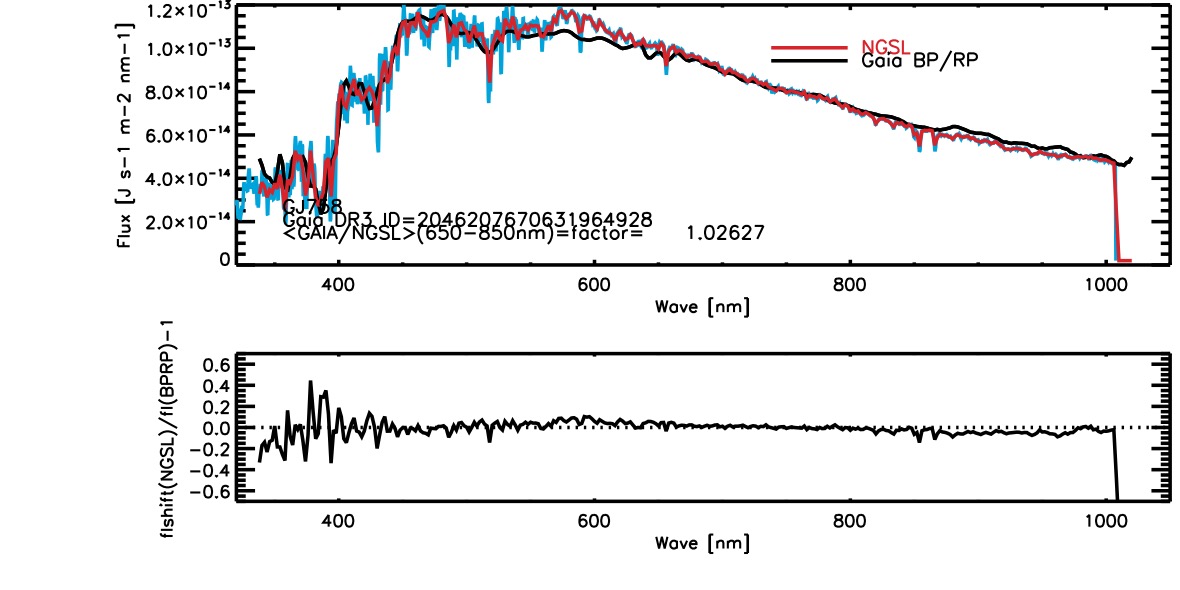 Flux [J s−1 m−2 nm−1]
1.2×10−13
1.0×10−13
8.0×10−14
6.0×10−14
4.0×10−14
2.0×10−14
0
NGSL
Gaia BP/RP
GJ758
Gaia DR3 ID=2046207670631964928
<GAIA/NGSL>(650−850nm)=factor= 1.02627
400 600 800 1000
Wave [nm]
flshift(NGSL)/fl(BPRP)−1
0.6
0.4
0.2
0.0
−0.2
−0.4
−0.6
400 600 800 1000
Wave [nm]